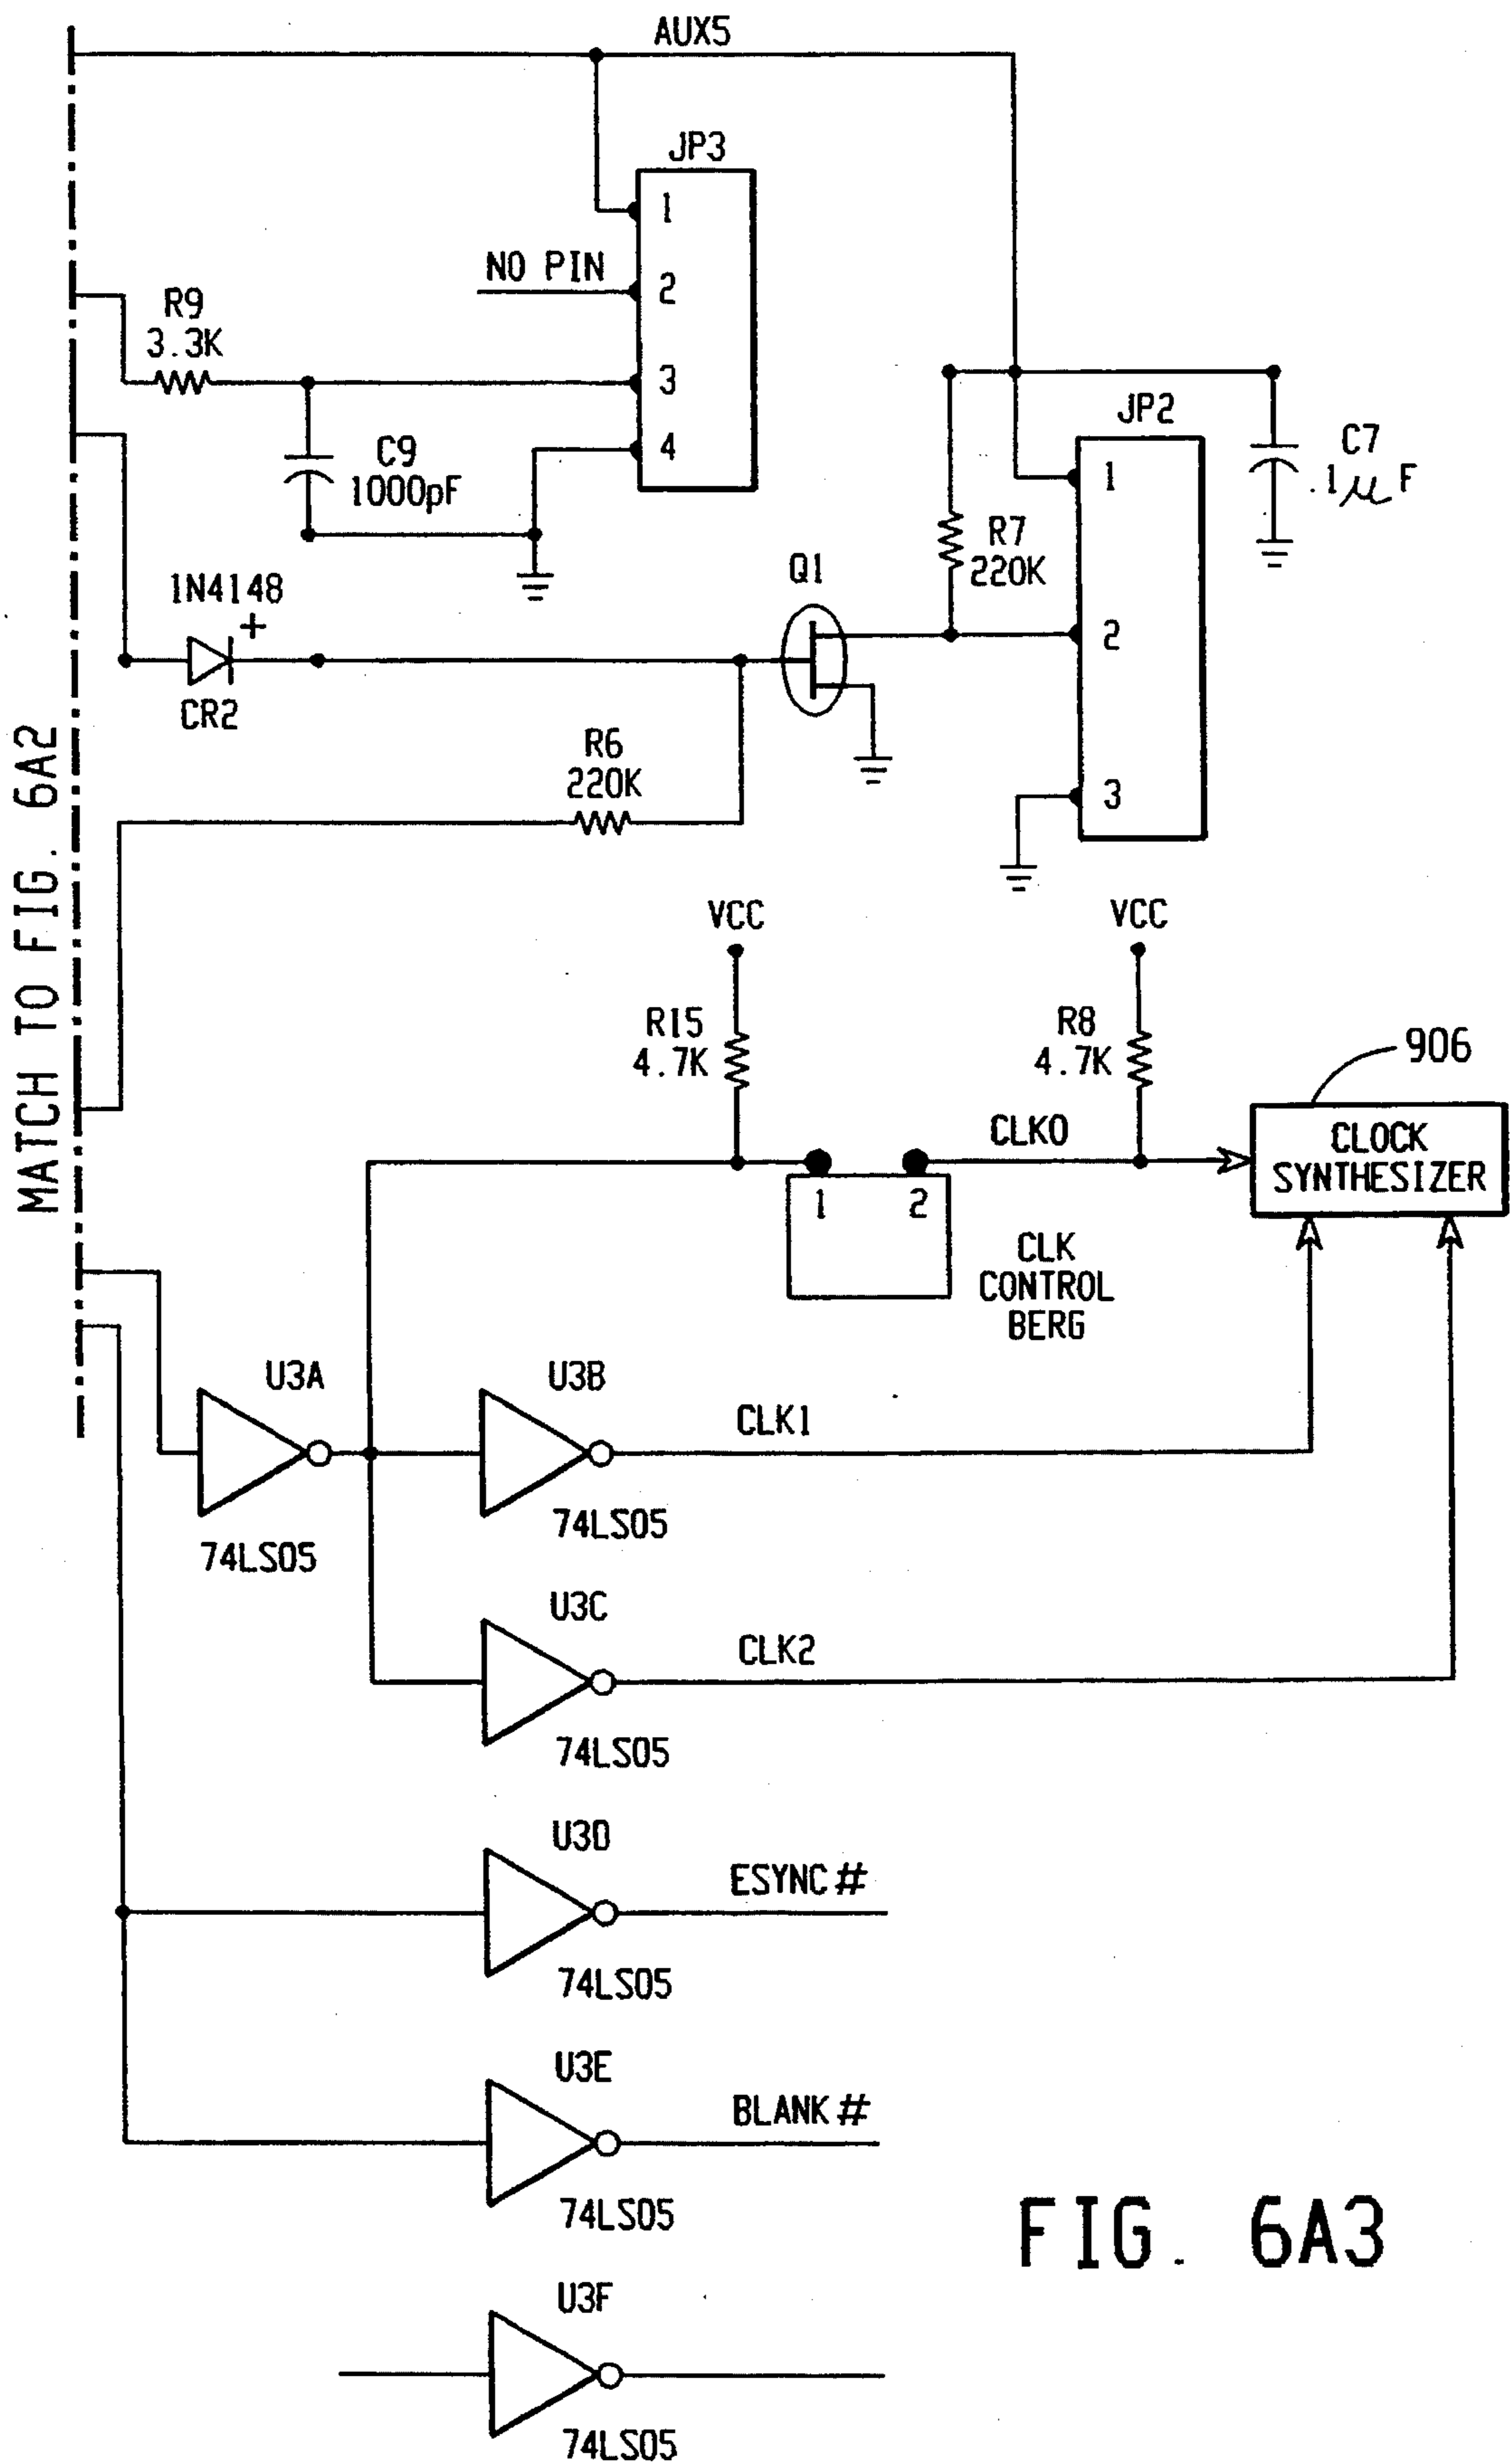 AUX5
JP3
1
NO PIN
2
R9
3.3K
3
4
C9
1000pF
JP2
C7
.1μF
1
R7
220K
Q1
1N4148
+
2
CR2
R6
220K
3
MATCH TO FIG. 6A2
VCC
VCC
R15
4.7K
R8
4.7K
906
CLK0
CLOCK
SYNTHESIZER
1 2
CLK
CONTROL
BERG
U3A
U3B
CLK1
74LS05
74LS05
U3C
CLK2
74LS05
U3D
ESYNC#
74LS05
U3E
BLANK#
74LS05
FIG. 6A3
U3F
74LS05